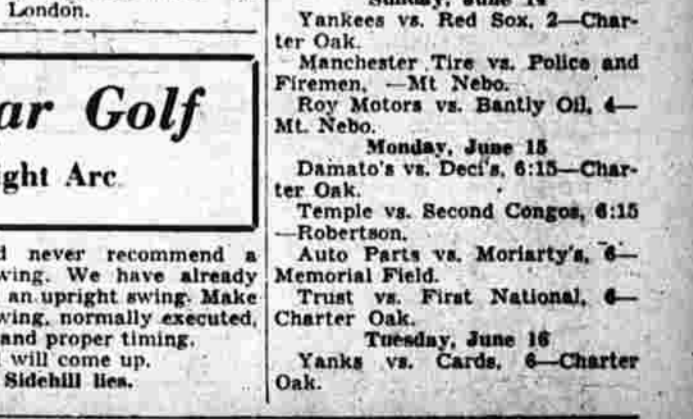 London.
ar Golf
ght Arc
d never recommend a
wing. We have already
an upright swing. Make
wing, normally executed,
and proper timing.
will come up.
Sidehill lies.
Sunday, June 14
Yankees vs. Red Sox, 2—Char-
ter Oak.
Manchester Tire vs. Police and
Firemen, —Mt Nebo.
Roy Motors vs. Bantly Oil, 4—
Mt. Nebo.
Monday, June 15
Damato's vs. Deci's, 6:15—Char-
ter Oak.
Temple vs. Second Congos, 6:15
—Robertson.
Auto Parts vs. Moriarty's, 6—
Memorial Field.
Trust vs. First National, 6—
Charter Oak.
Tuesday, June 16
Yanks vs. Cards, 6—Charter
Oak.